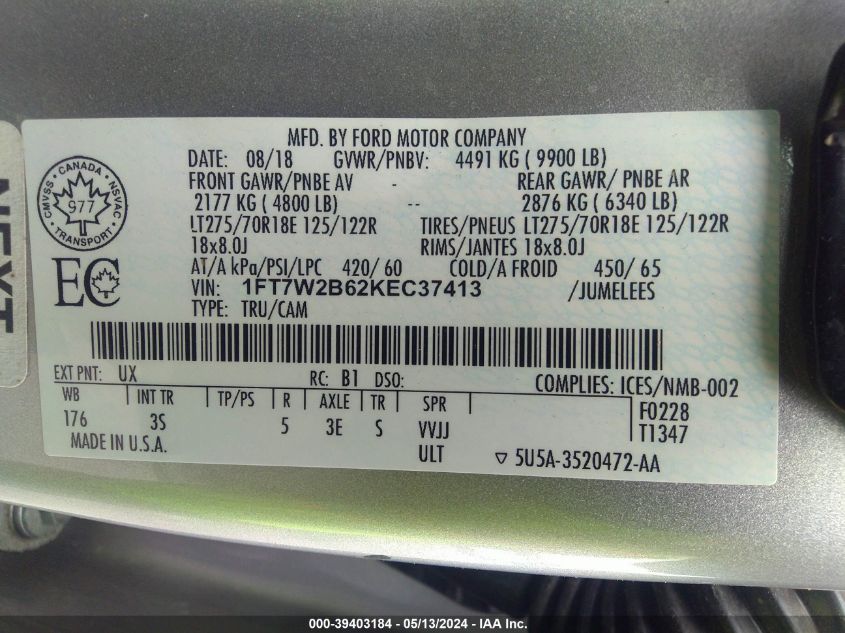 MFD. BY FORD MOTOR COMPANY
DATE: 08/18 GVWR/PNBV: 4491 KG ( 9900 LB)
FRONT GAWR/PNBE AV - REAR GAWR/ PNBE AR
2177 KG ( 4800 LB) -- 2876 KG ( 6340 LB)
LT275/70R18E 125/122R TIRES/PNEUS LT275/70R18E 125/122R
18x8.0J RIMS/JANTES 18x8.0J
AT/A kPa/PSI/LPC 420/ 60 COLD/A FROID 450/ 65
VIN: 1FT7W2B62KEC37413 /JUMELEES
TYPE: TRU/CAM
CANADA
CMVSS NSVAC
977
TRANSPORT
EC
NEXT
EXT PNT: UX RC: B1 DSO: COMPLIES: ICES/NMB-002
WB INT TR TP/PS R AXLE TR SPR F0228
176 3S 5 3E S VVJJ T1347
MADE IN U.S.A. ULT 5U5A-3520472-AA
000-39403184 / 05/13/2024 - IAA Inc.